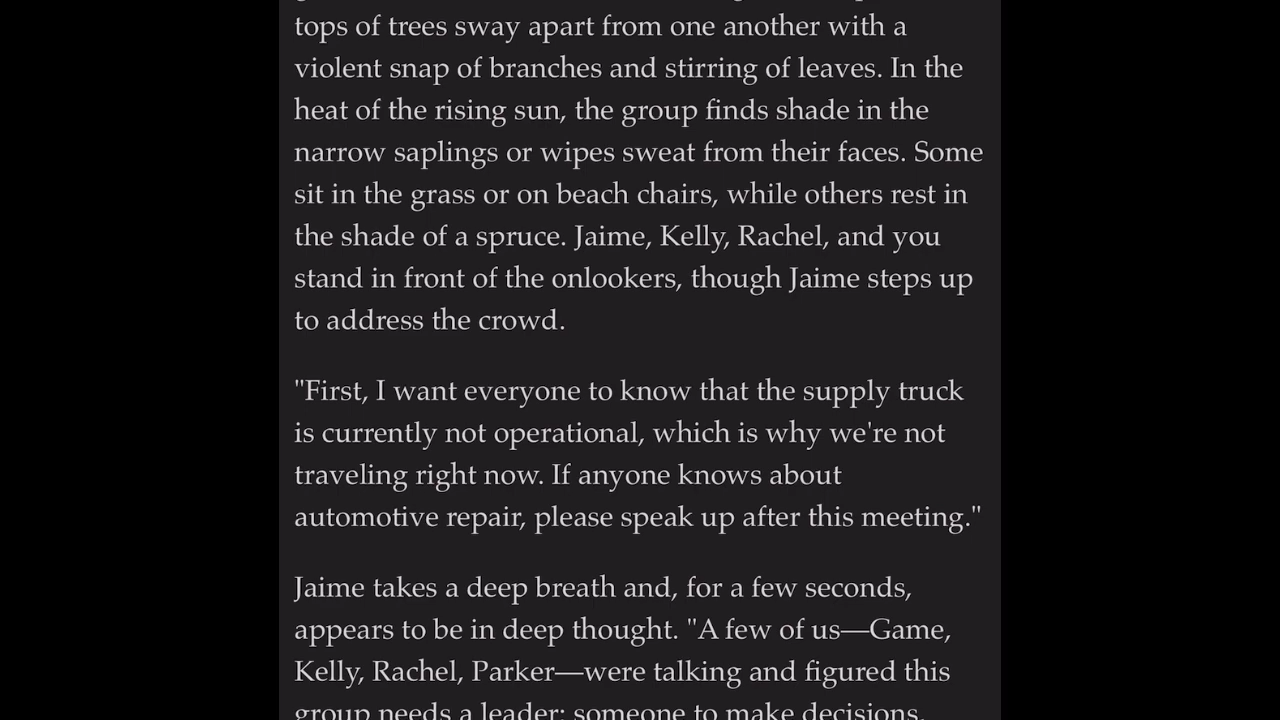 tops of trees sway apart from one another with a
violent snap of branches and stirring of leaves. In the
heat of the rising sun, the group finds shade in the
narrow saplings or wipes sweat from their faces. Some
sit in the grass or on beach chairs, while others rest in
the shade of a spruce. Jaime, Kelly, Rachel, and you
stand in front of the onlookers, though Jaime steps up
to address the crowd.
"First, I want everyone to know that the supply truck
is currently not operational, which is why we're not
traveling right now. If anyone knows about
automotive repair, please speak up after this meeting."
Jaime takes a deep breath and, for a few seconds,
appears to be in deep thought. "A few of us—Game,
Kelly, Rachel, Parker—were talking and figured this
group needs a leader; someone to make decisions,